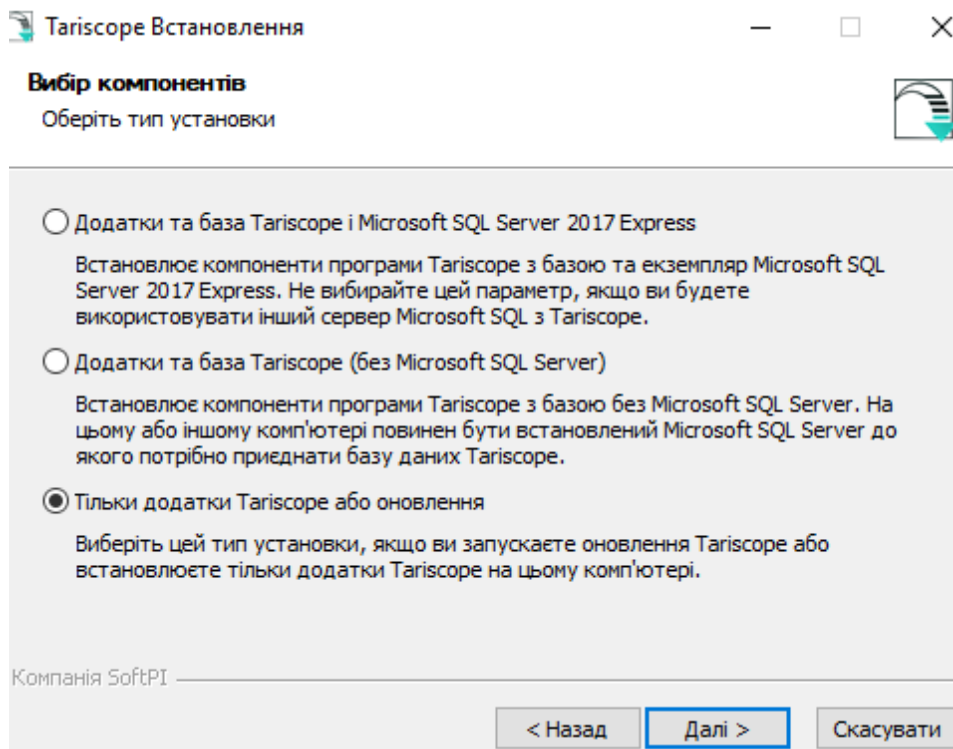 Tariscope Встановлення
Вибір компонентів
Оберіть тип установки
Додатки та база Tariscope і Microsoft SQL Server 2017 Express
Встановлює компоненти програми Tariscope з базою та екземпляр Microsoft SQL
Server 2017 Express. Не вибирайте цей параметр, якщо ви будете
використовувати інший сервер Microsoft SQL з Tariscope.
Додатки та база Tariscope (без Microsoft SQL Server)
Встановлює компоненти програми Tariscope з базою без Microsoft SQL Server. На
цьому або іншому комп'ютері повинен бути встановлений Microsoft SQL Server до
якого потрібно приєднати базу даних Tariscope.
Тільки додатки Tariscope або оновлення
Виберіть цей тип установки, якщо ви запускаєте оновлення Tariscope або
встановлюєте тільки додатки Tariscope на цьому комп'ютері.
Компанія SoftPI
< Назад
Далі >
Скасувати